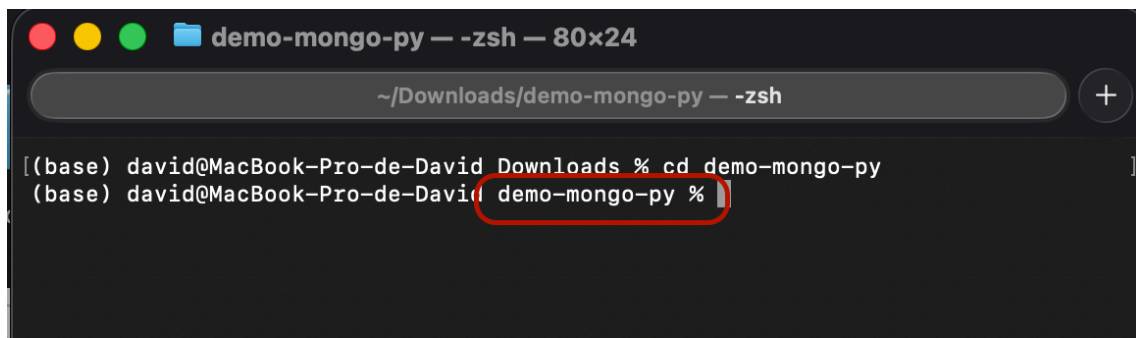 demo-mongo-py — -zsh — 80×24
~/Downloads/demo-mongo-py — -zsh
[(base) david@MacBook-Pro-de-David Downloads % cd demo-mongo-py ]
(base) david@MacBook-Pro-de-David demo-mongo-py %